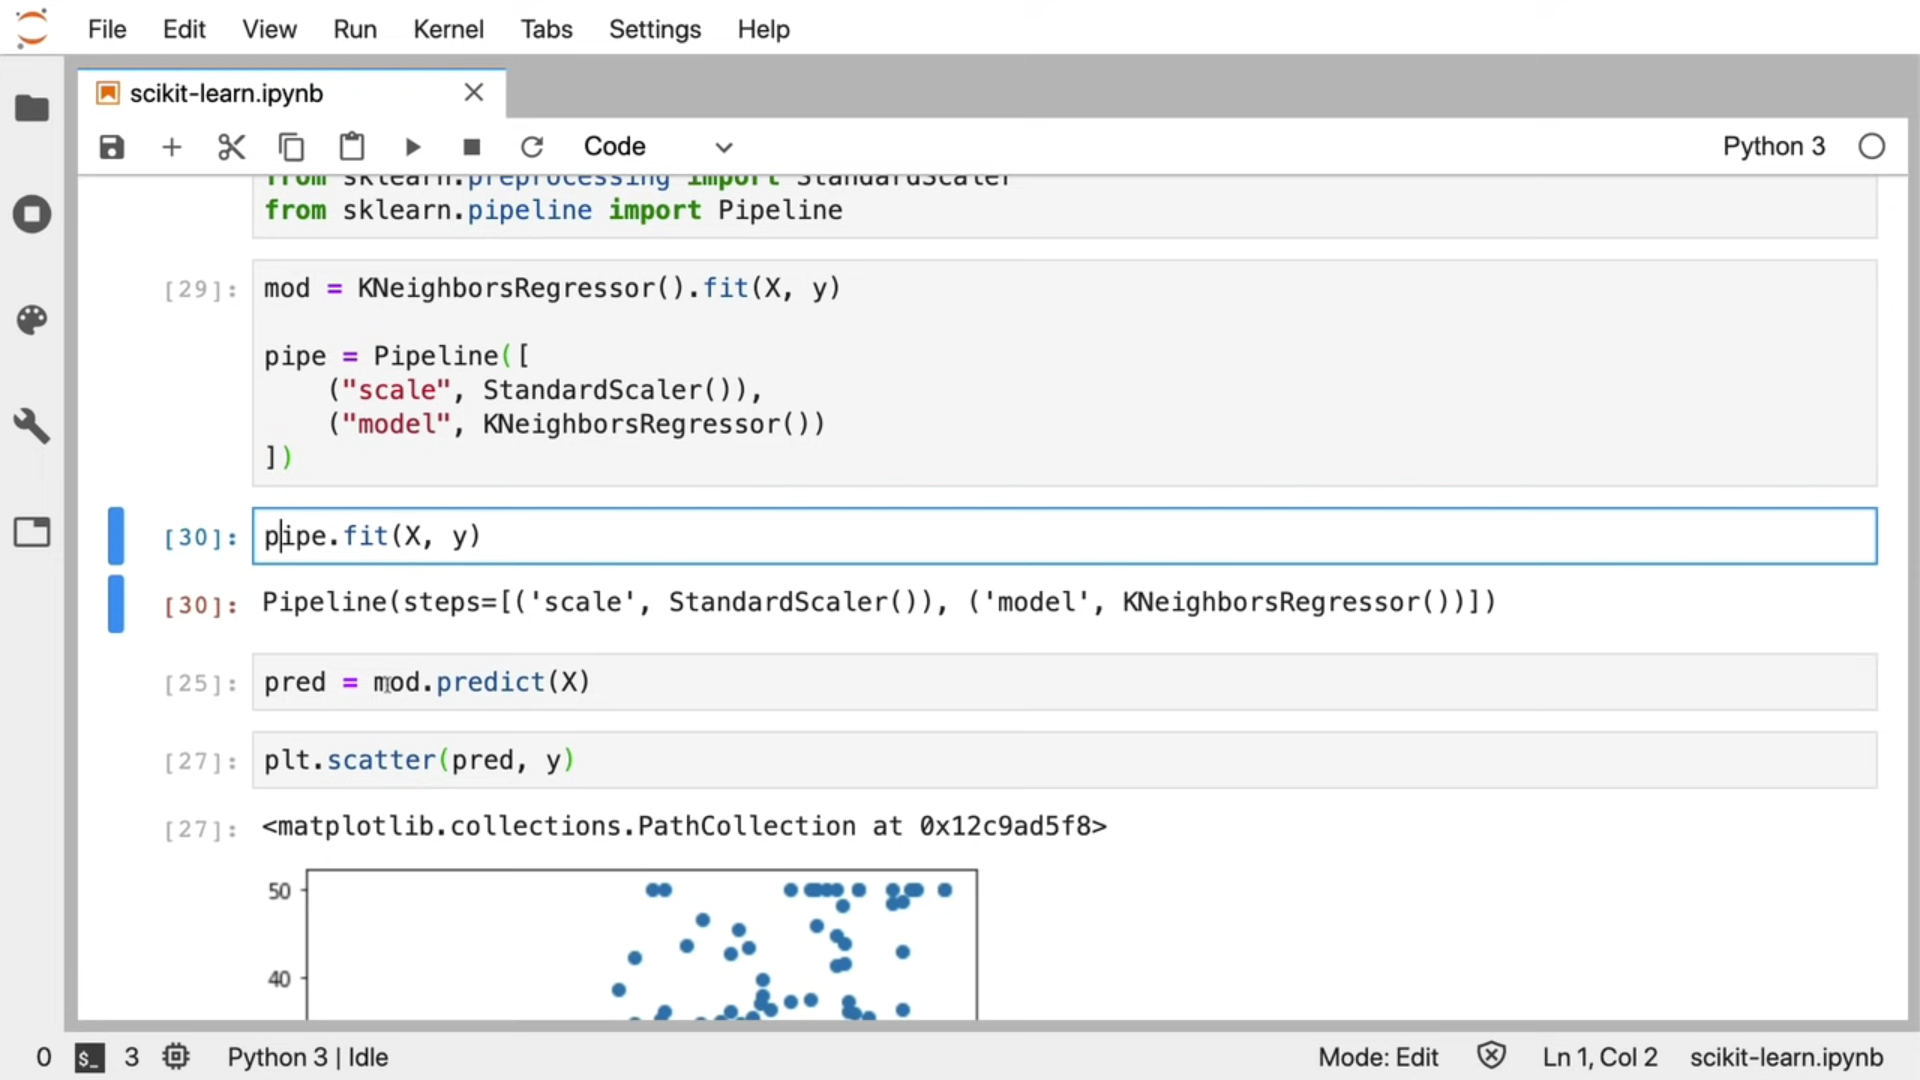 File Edit View Run Kernel Tabs Settings Help
scikit-learn.ipynb
Code
Python 3
from sklearn.preprocessing import StandardScaler
from sklearn.pipeline import Pipeline
[29]: mod = KNeighborsRegressor().fit(X, y)
pipe = Pipeline([
("scale", StandardScaler()),
("model", KNeighborsRegressor())
])
[30]: pipe.fit(X, y)
[30]: Pipeline(steps=[('scale', StandardScaler()), ('model', KNeighborsRegressor())])
[25]: pred = mod.predict(X)
[27]: plt.scatter(pred, y)
[27]: <matplotlib.collections.PathCollection at 0x12c9ad5f8>
50
40
0 $_ 3 Python 3 | Idle Mode: Edit Ln 1, Col 2 scikit-learn.ipynb